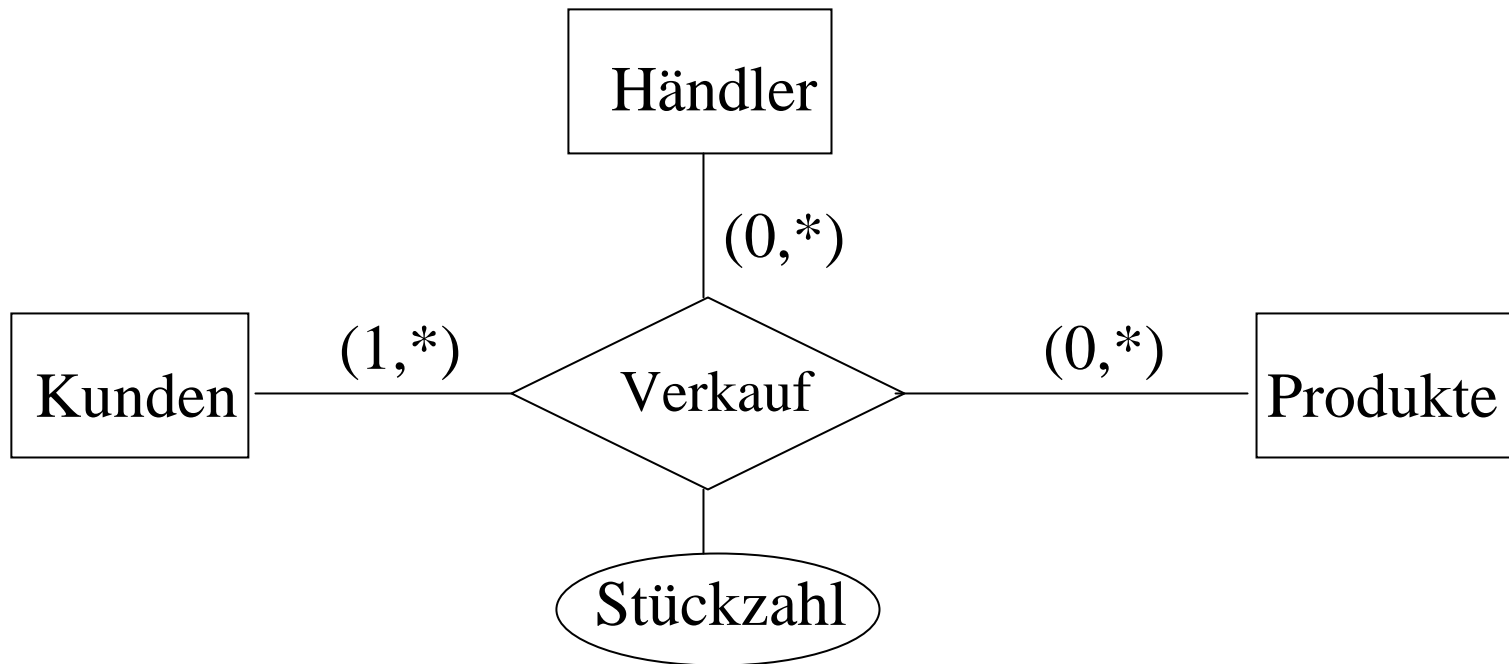 Händler
(0,*)
(1,*)
(0,*)
Kunden
Verkauf
Produkte
Stückzahl